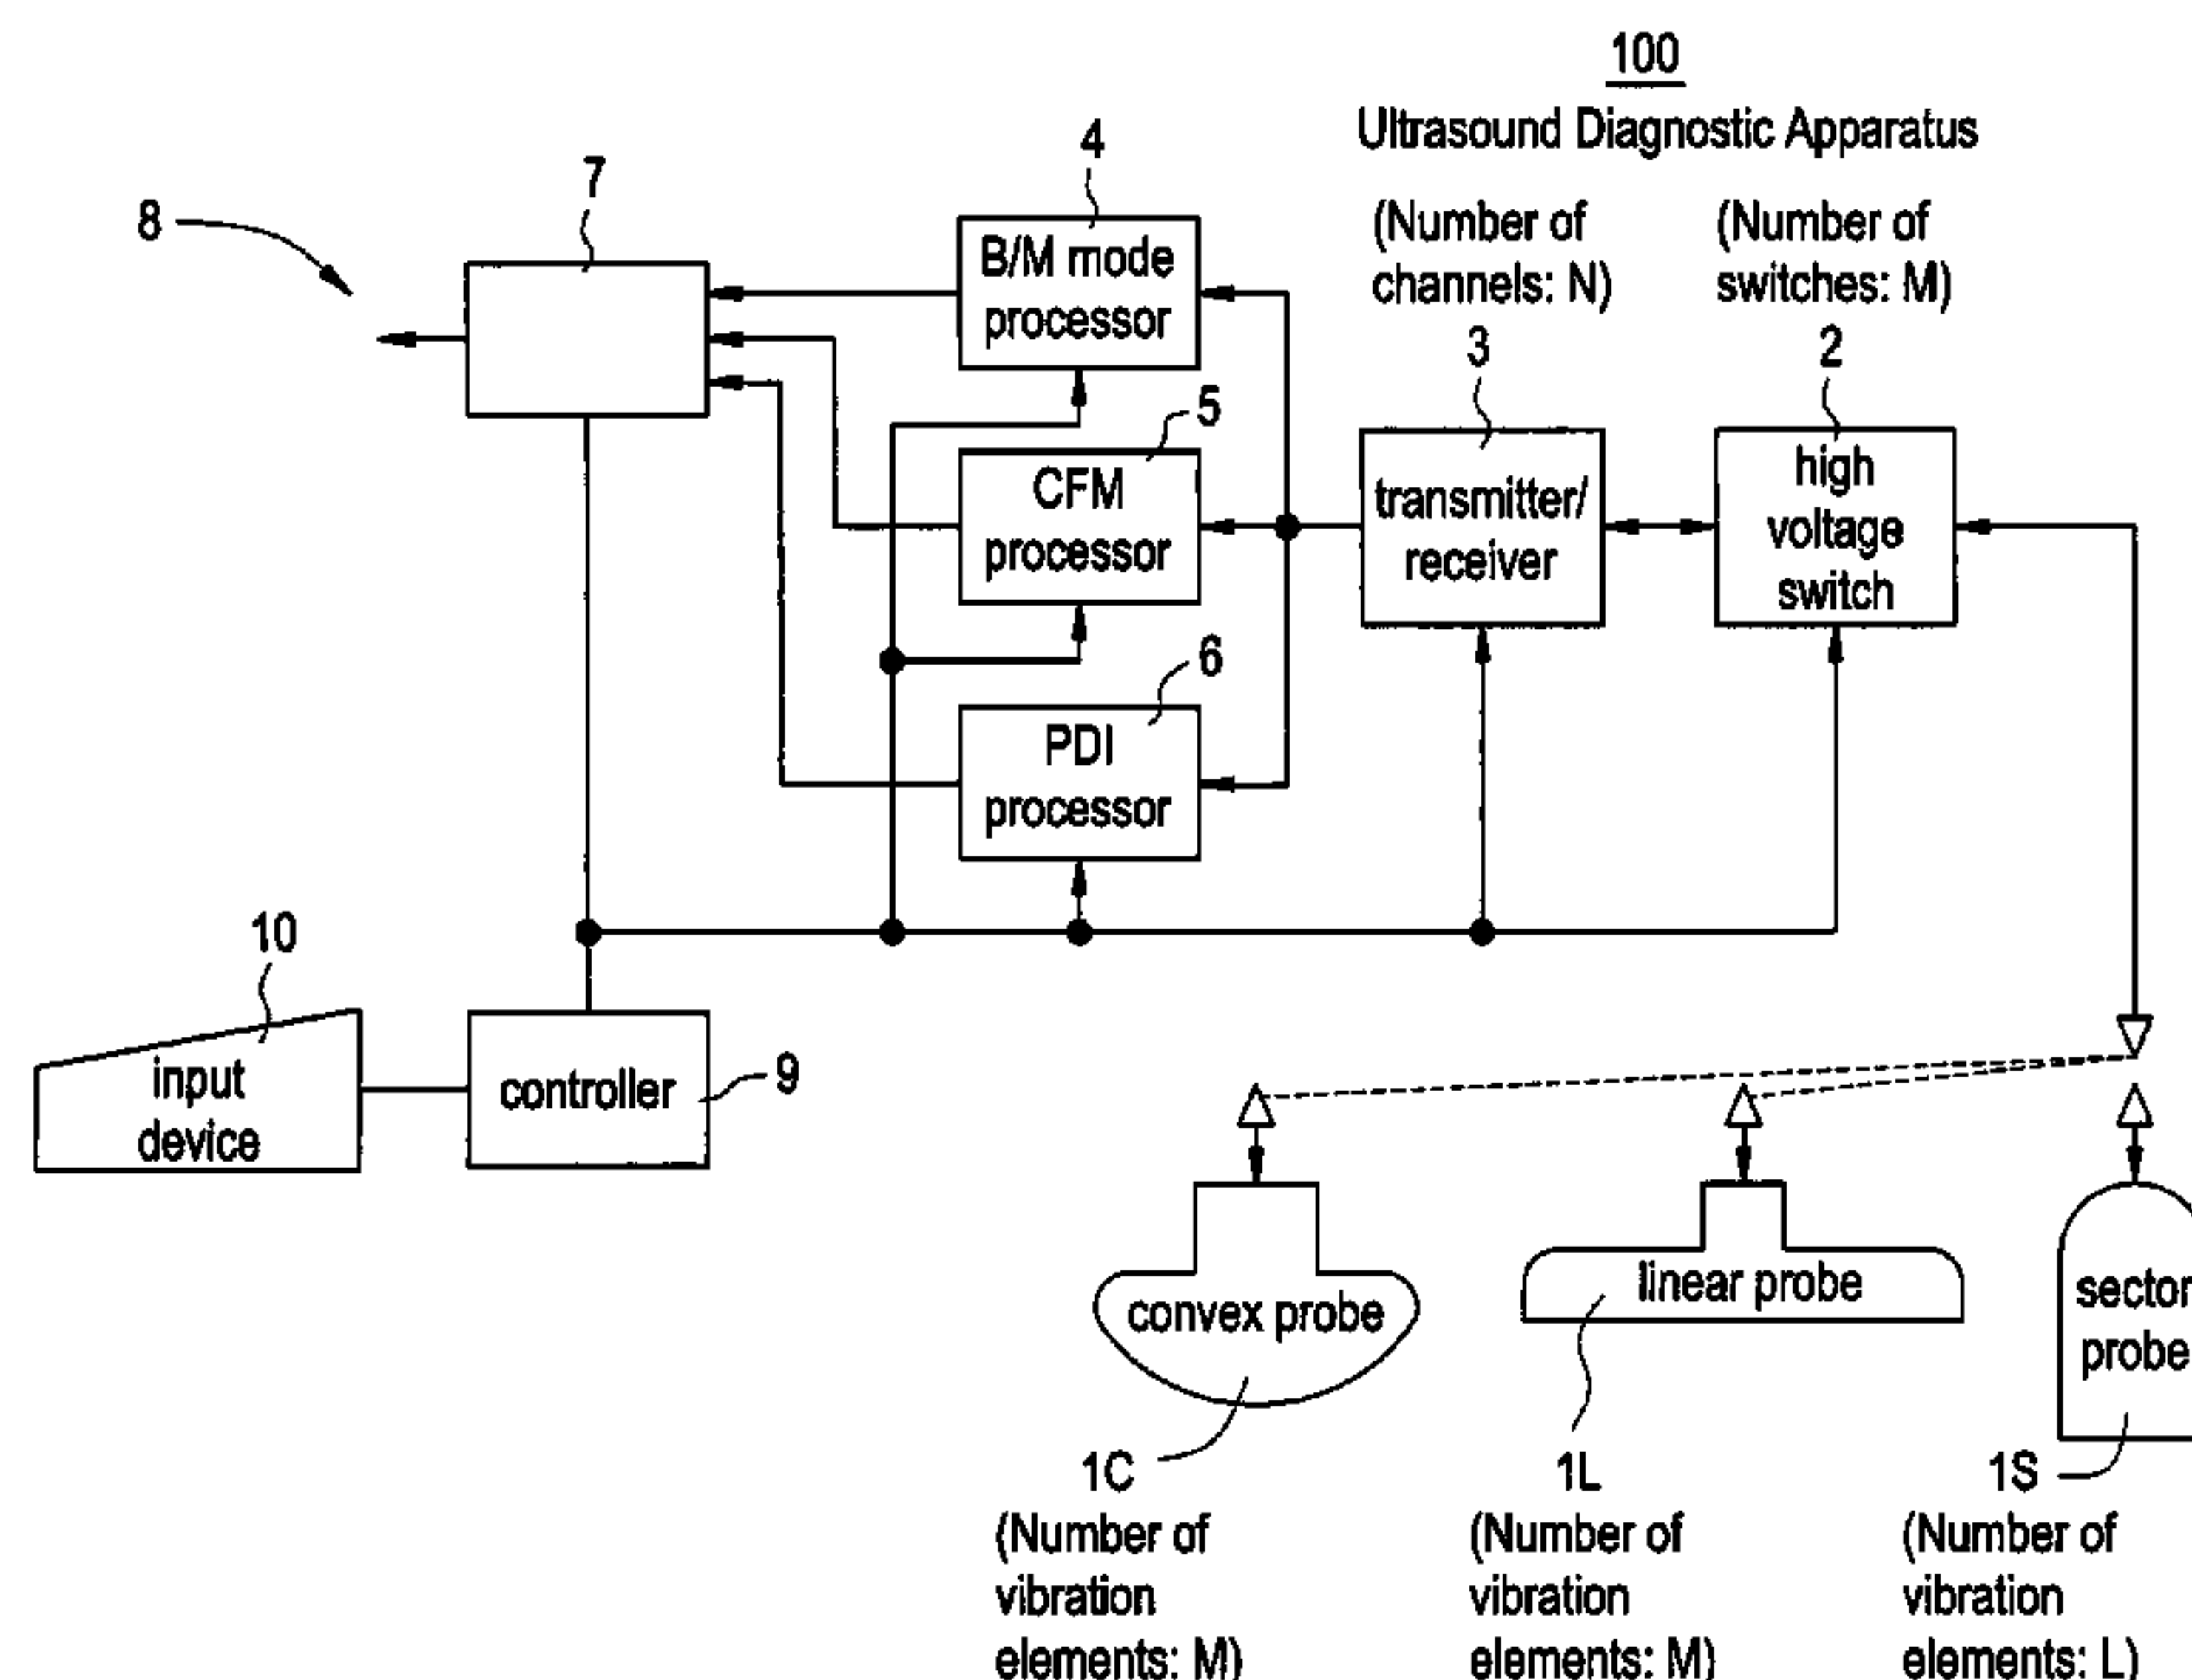 100
Ultrasound Diagnostic Apparatus
8
7
4
B/M mode
processor
(Number of
channels: N)
(Number of
switches: M)
3
2
5
CFM
processor
transmitter/
receiver
high
voltage
switch
6
PDI
processor
10
input
device
controller
9
convex probe
linear probe
sector
probe
1C
(Number of
vibration
elements: M)
1L
(Number of
vibration
elements: M)
1S
(Number of
vibration
elements: L)